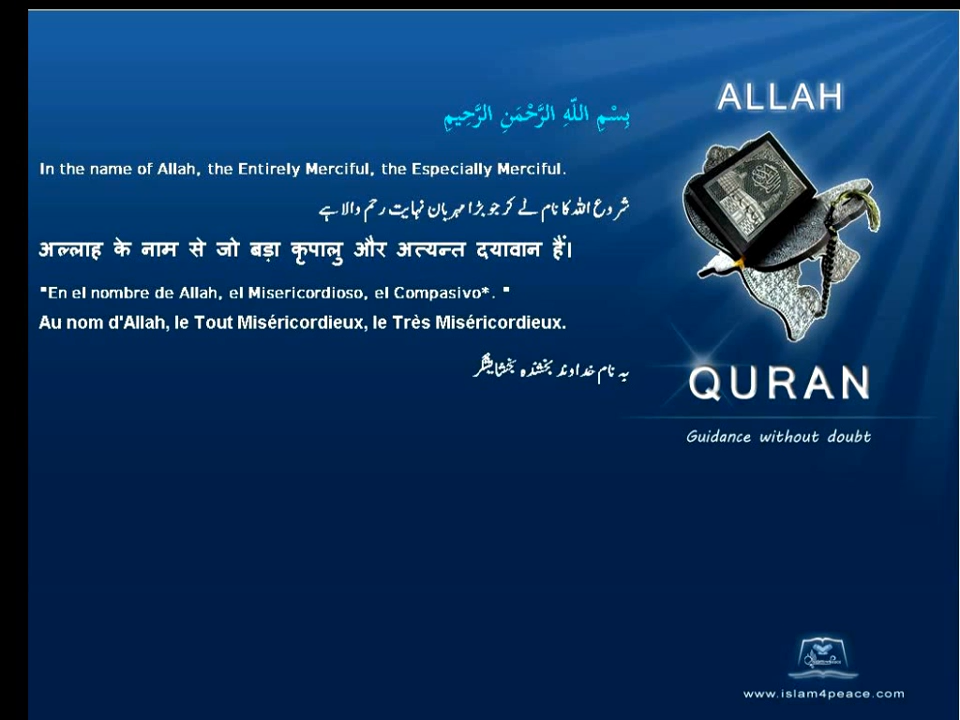 بِسْمِ اللّهِ الرَّحْمَنِ الرَّحِيمِ
In the name of Allah, the Entirely Merciful, the Especially Merciful.
شروع الله کا نام لے کر جو بڑا مہربان نہایت رحم والا ہے
अल्लाह के नाम से जो बड़ा कृपालु और अत्यन्त दयावान हैं।
"En el nombre de Allah, el Misericordioso, el Compasivo*. "
Au nom d'Allah, le Tout Miséricordieux, le Très Miséricordieux.
به نام خداوند بخشنده بخشایشگر
ALLAH
QURAN
Guidance without doubt
www.islam4peace.com